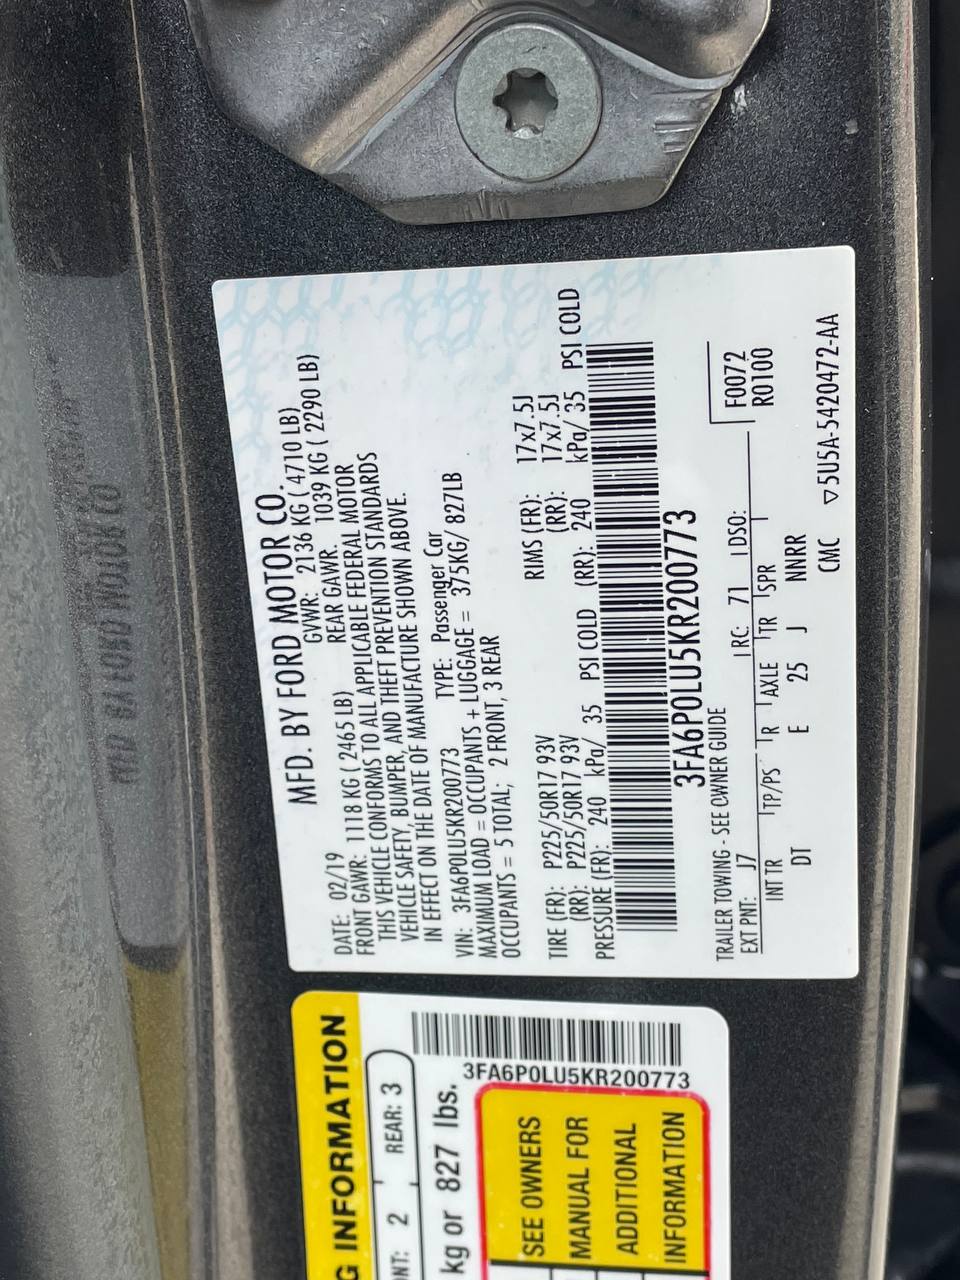 MFD. BY FORD MOTOR CO.
DATE: 02/19 GVWR: 2136 KG ( 4710 LB)
FRONT GAWR: 1118 KG ( 2465 LB) REAR GAWR: 1039 KG ( 2290 LB)
THIS VEHICLE CONFORMS TO ALL APPLICABLE FEDERAL MOTOR
VEHICLE SAFETY, BUMPER, AND THEFT PREVENTION STANDARDS
IN EFFECT ON THE DATE OF MANUFACTURE SHOWN ABOVE.
VIN: 3FA6P0LU5KR200773 TYPE: Passenger Car
MAXIMUM LOAD = OCCUPANTS + LUGGAGE = 375KG/ 827LB
OCCUPANTS = 5 TOTAL; 2 FRONT, 3 REAR
TIRE (FR): P225/50R17 93V RIMS (FR): 17x7.5J
(RR): P225/50R17 93V (RR): 17x7.5J
PRESSURE (FR): 240 kPa/ 35 PSI COLD (RR): 240 kPa/ 35 PSI COLD
3FA6P0LU5KR200773
F0072
R0100
TRAILER TOWING - SEE OWNER GUIDE
EXT PNT: J7 RC: 71 DSO:
INT TR TP/PS R AXLE TR SPR
DT E 25 J NNRR
CMC ▽5U5A-5420472-AA
G INFORMATION
ONT: 2 REAR: 3
kg or 827 lbs.
3FA6P0LU5KR200773
SEE OWNERS
MANUAL FOR
ADDITIONAL
INFORMATION